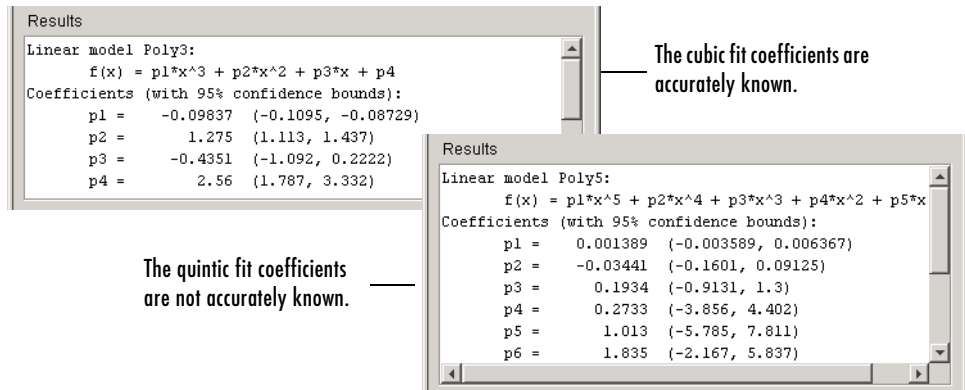 Results
Linear model Poly3:
f(x) = p1*x^3 + p2*x^2 + p3*x + p4
Coefficients (with 95% confidence bounds):
p1 = -0.09837 (-0.1095, -0.08729)
p2 = 1.275 (1.113, 1.437)
p3 = -0.4351 (-1.092, 0.2222)
p4 = 2.56 (1.787, 3.332)
The cubic fit coefficients are
accurately known.
Results
Linear model Poly5:
f(x) = p1*x^5 + p2*x^4 + p3*x^3 + p4*x^2 + p5*x
Coefficients (with 95% confidence bounds):
p1 = 0.001389 (-0.003589, 0.006367)
p2 = -0.03441 (-0.1601, 0.09125)
p3 = 0.1934 (-0.9131, 1.3)
p4 = 0.2733 (-3.856, 4.402)
p5 = 1.013 (-5.785, 7.811)
p6 = 1.835 (-2.167, 5.837)
The quintic fit coefficients
are not accurately known.